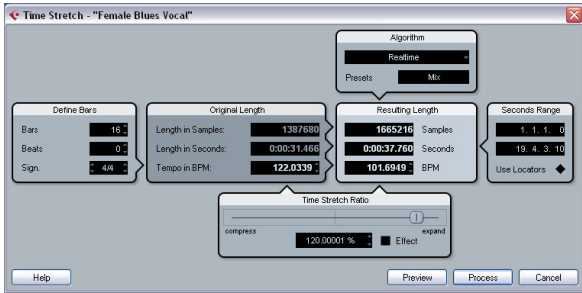 Time Stretch - "Female Blues Vocal"
Algorithm
Realtime
Presets Mix
Define Bars
Bars 16
Beats 0
Sign. 4/4
Original Length
Length in Samples: 1387680
Length in Seconds: 0:00:31.466
Tempo in BPM: 122.0339
Resulting Length
1665216 Samples
0:00:37.760 Seconds
101.6949 BPM
Seconds Range
1. 1. 1. 0
19. 4. 3. 10
Use Locators
Time Stretch Ratio
compress expand
120.00001 % Effect
Help Preview Process Cancel